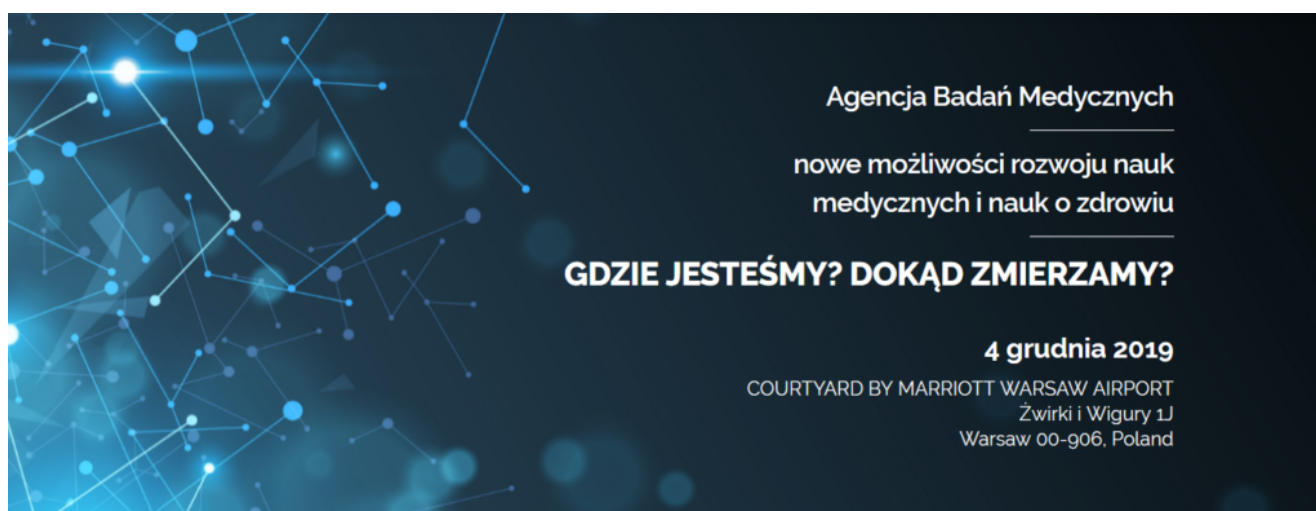 Agencja Badań Medycznych
nowe możliwości rozwoju nauk
medycznych i nauk o zdrowiu
GDZIE JESTEŚMY? DOKĄD ZMIERZAMY?
4 grudnia 2019
COURTYARD BY MARRIOTT WARSAW AIRPORT
Żwirki i Wigury 1J
Warsaw 00-906, Poland